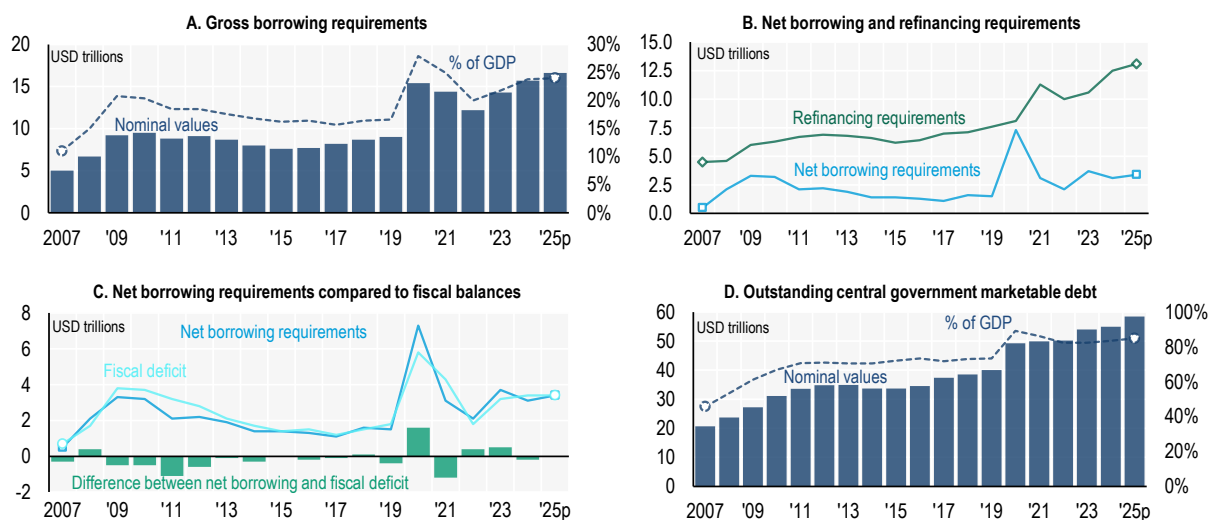 A. Gross borrowing requirements
USD trillions
% of GDP
Nominal values
20
15
10
5
0
30%
25%
20%
15%
10%
5%
0%
2007 '09 '11 '13 '15 '17 '19 '21 '23 '25p
B. Net borrowing and refinancing requirements
USD trillions
Refinancing requirements
Net borrowing requirements
15.0
12.5
10.0
7.5
5.0
2.5
0.0
2007 '09 '11 '13 '15 '17 '19 '21 '23 '25p
C. Net borrowing requirements compared to fiscal balances
USD trillions
Net borrowing requirements
Fiscal deficit
Difference between net borrowing and fiscal deficit
8
6
4
2
0
-2
2007 '09 '11 '13 '15 '17 '19 '21 '23 '25p
D. Outstanding central government marketable debt
USD trillions
% of GDP
Nominal values
60
50
40
30
20
10
0
100%
80%
60%
40%
20%
0%
2007 '09 '11 '13 '15 '17 '19 '21 '23 '25p